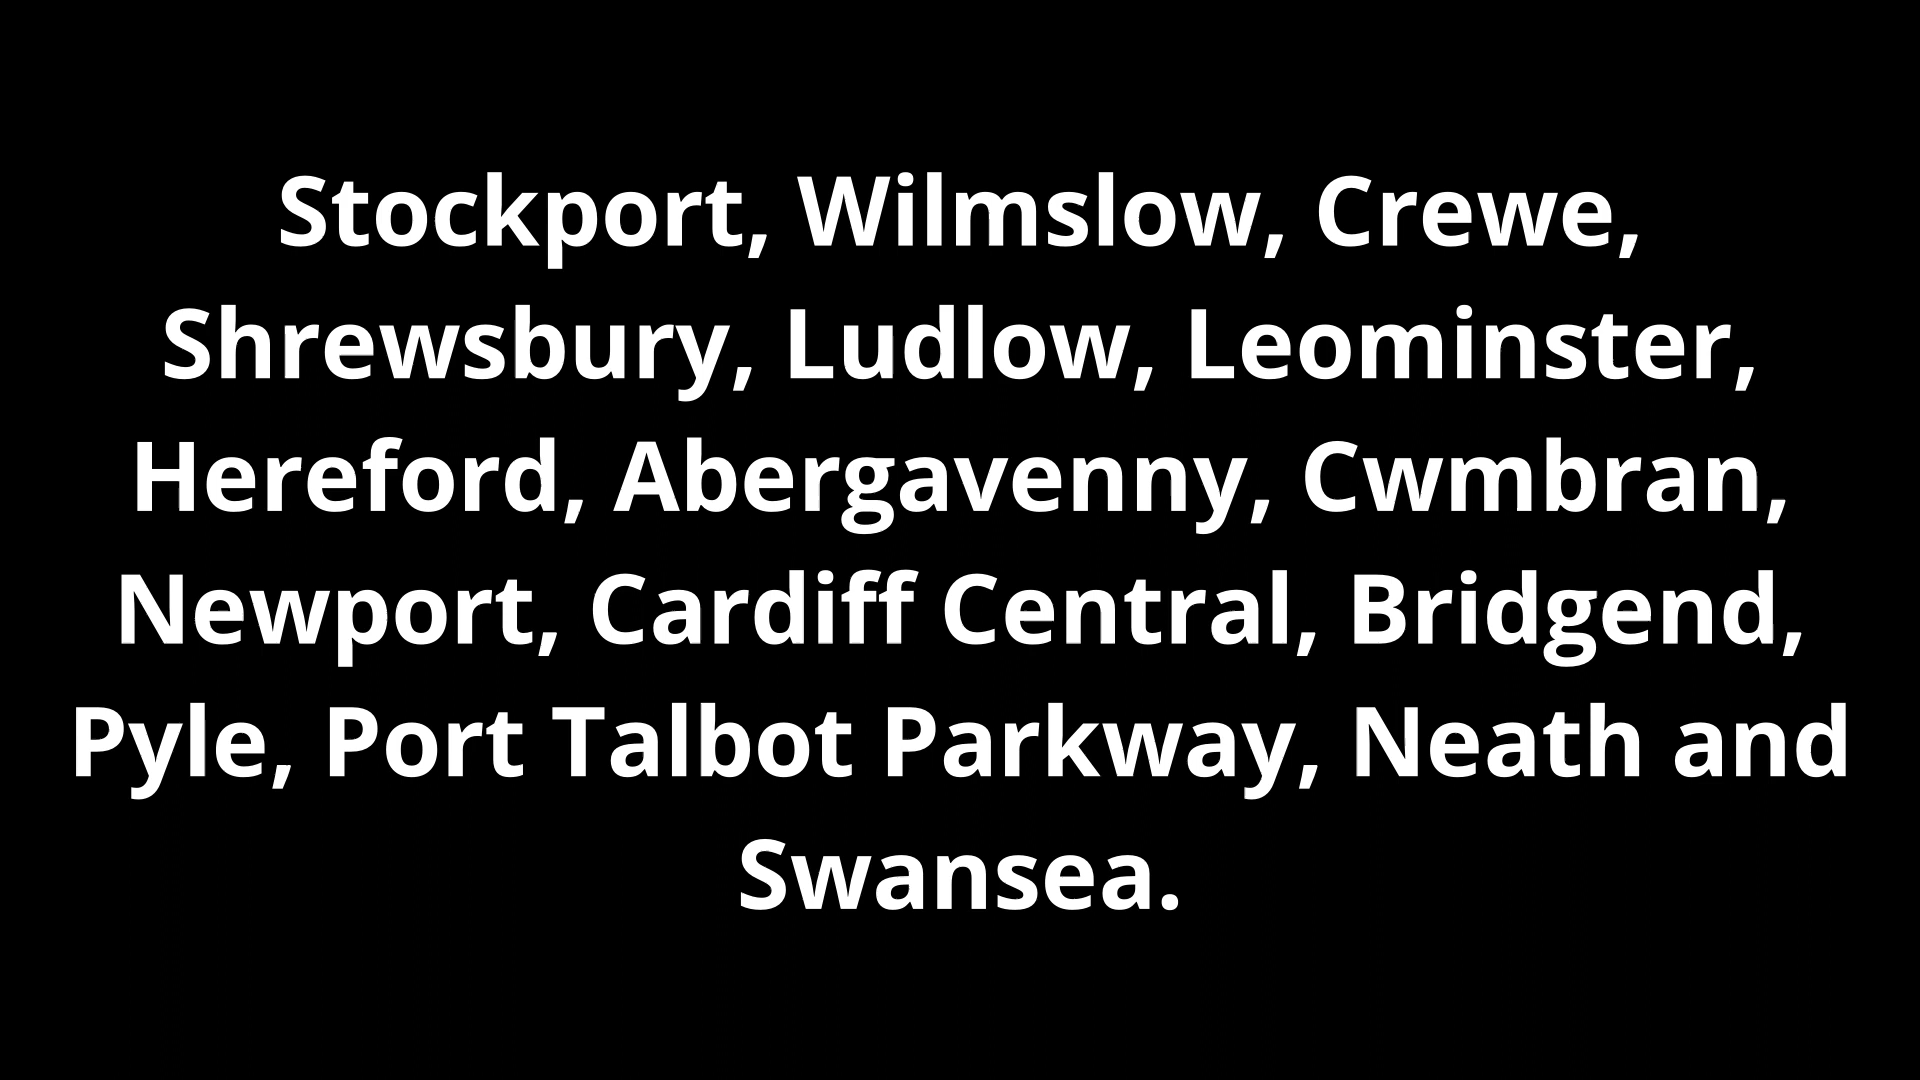 Stockport, Wilmslow, Crewe,
Shrewsbury, Ludlow, Leominster,
Hereford, Abergavenny, Cwmbran,
Newport, Cardiff Central, Bridgend,
Pyle, Port Talbot Parkway, Neath and
Swansea.